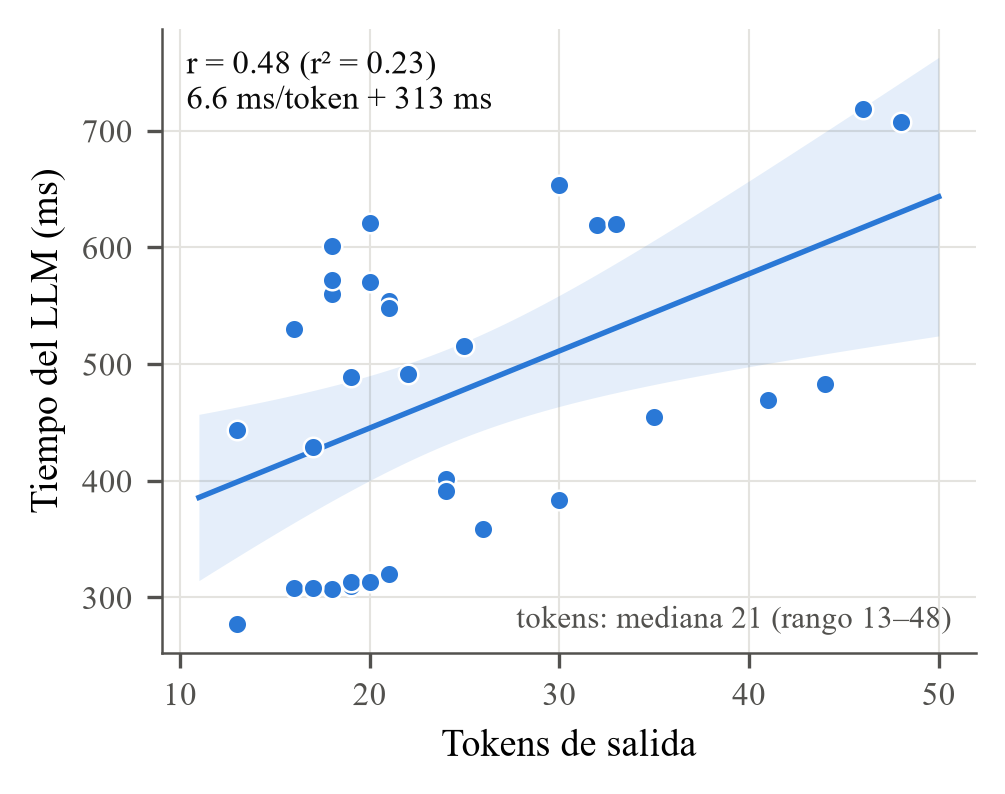 r = 0.48 (r² = 0.23)
6.6 ms/token + 313 ms
700
600
500
400
300
Tiempo del LLM (ms)
tokens: mediana 21 (rango 13–48)
10 20 30 40 50
Tokens de salida